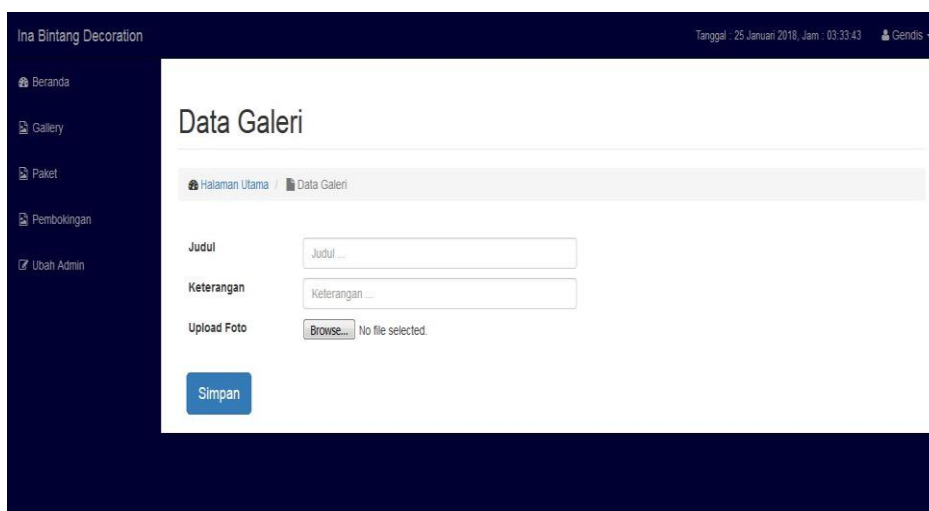 Ina Bintang Decoration
Tanggal : 25 Januari 2018, Jam : 03:33:43
Gendis
Beranda
Gallery
Paket
Pembokingan
Ubah Admin
Data Galeri
Halaman Utama / Data Galeri
Judul
Judul ...
Keterangan
Keterangan ...
Upload Foto
Browse... No file selected.
Simpan